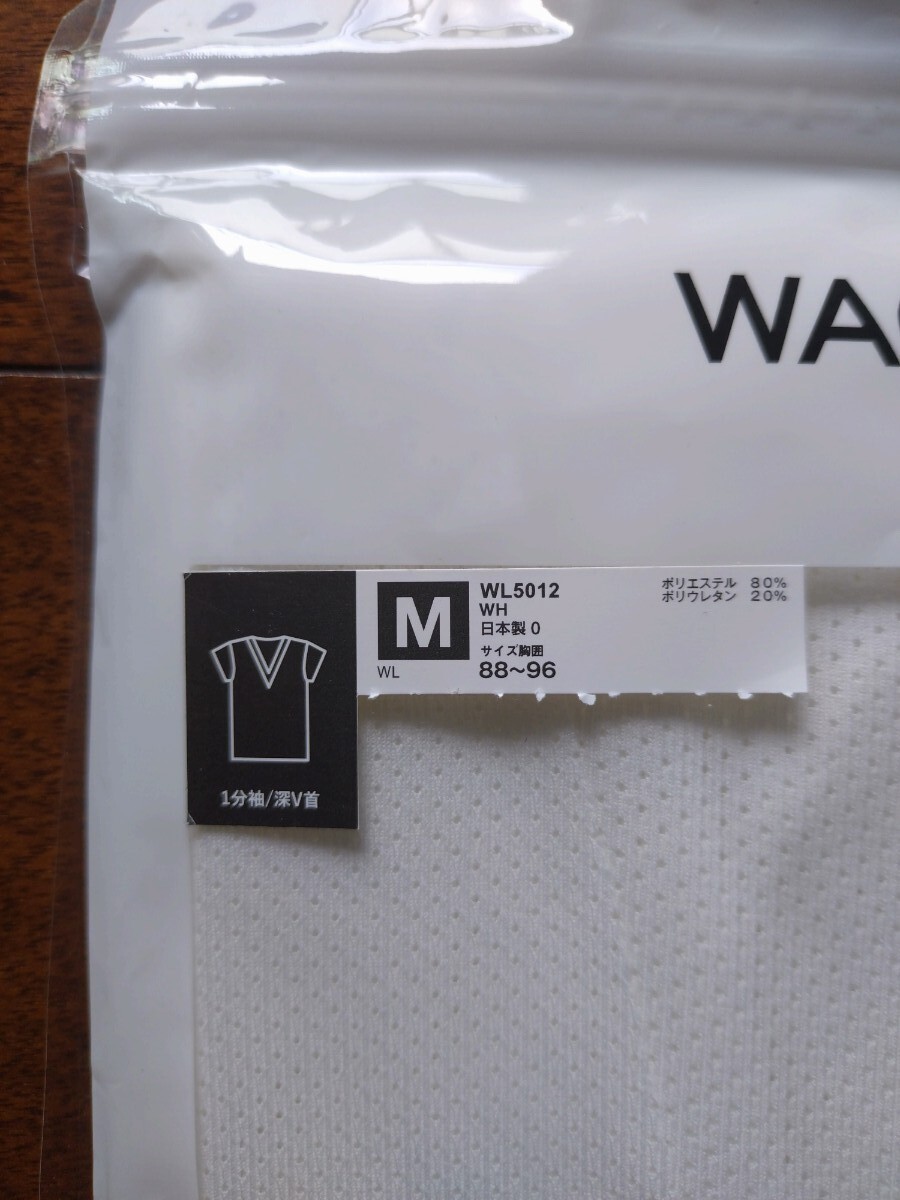 WA
M
WL
WL5012
WH
日本製 0
サイズ胸囲
88〜96
ポリエステル 80%
ポリウレタン 20%
1分袖/深V首